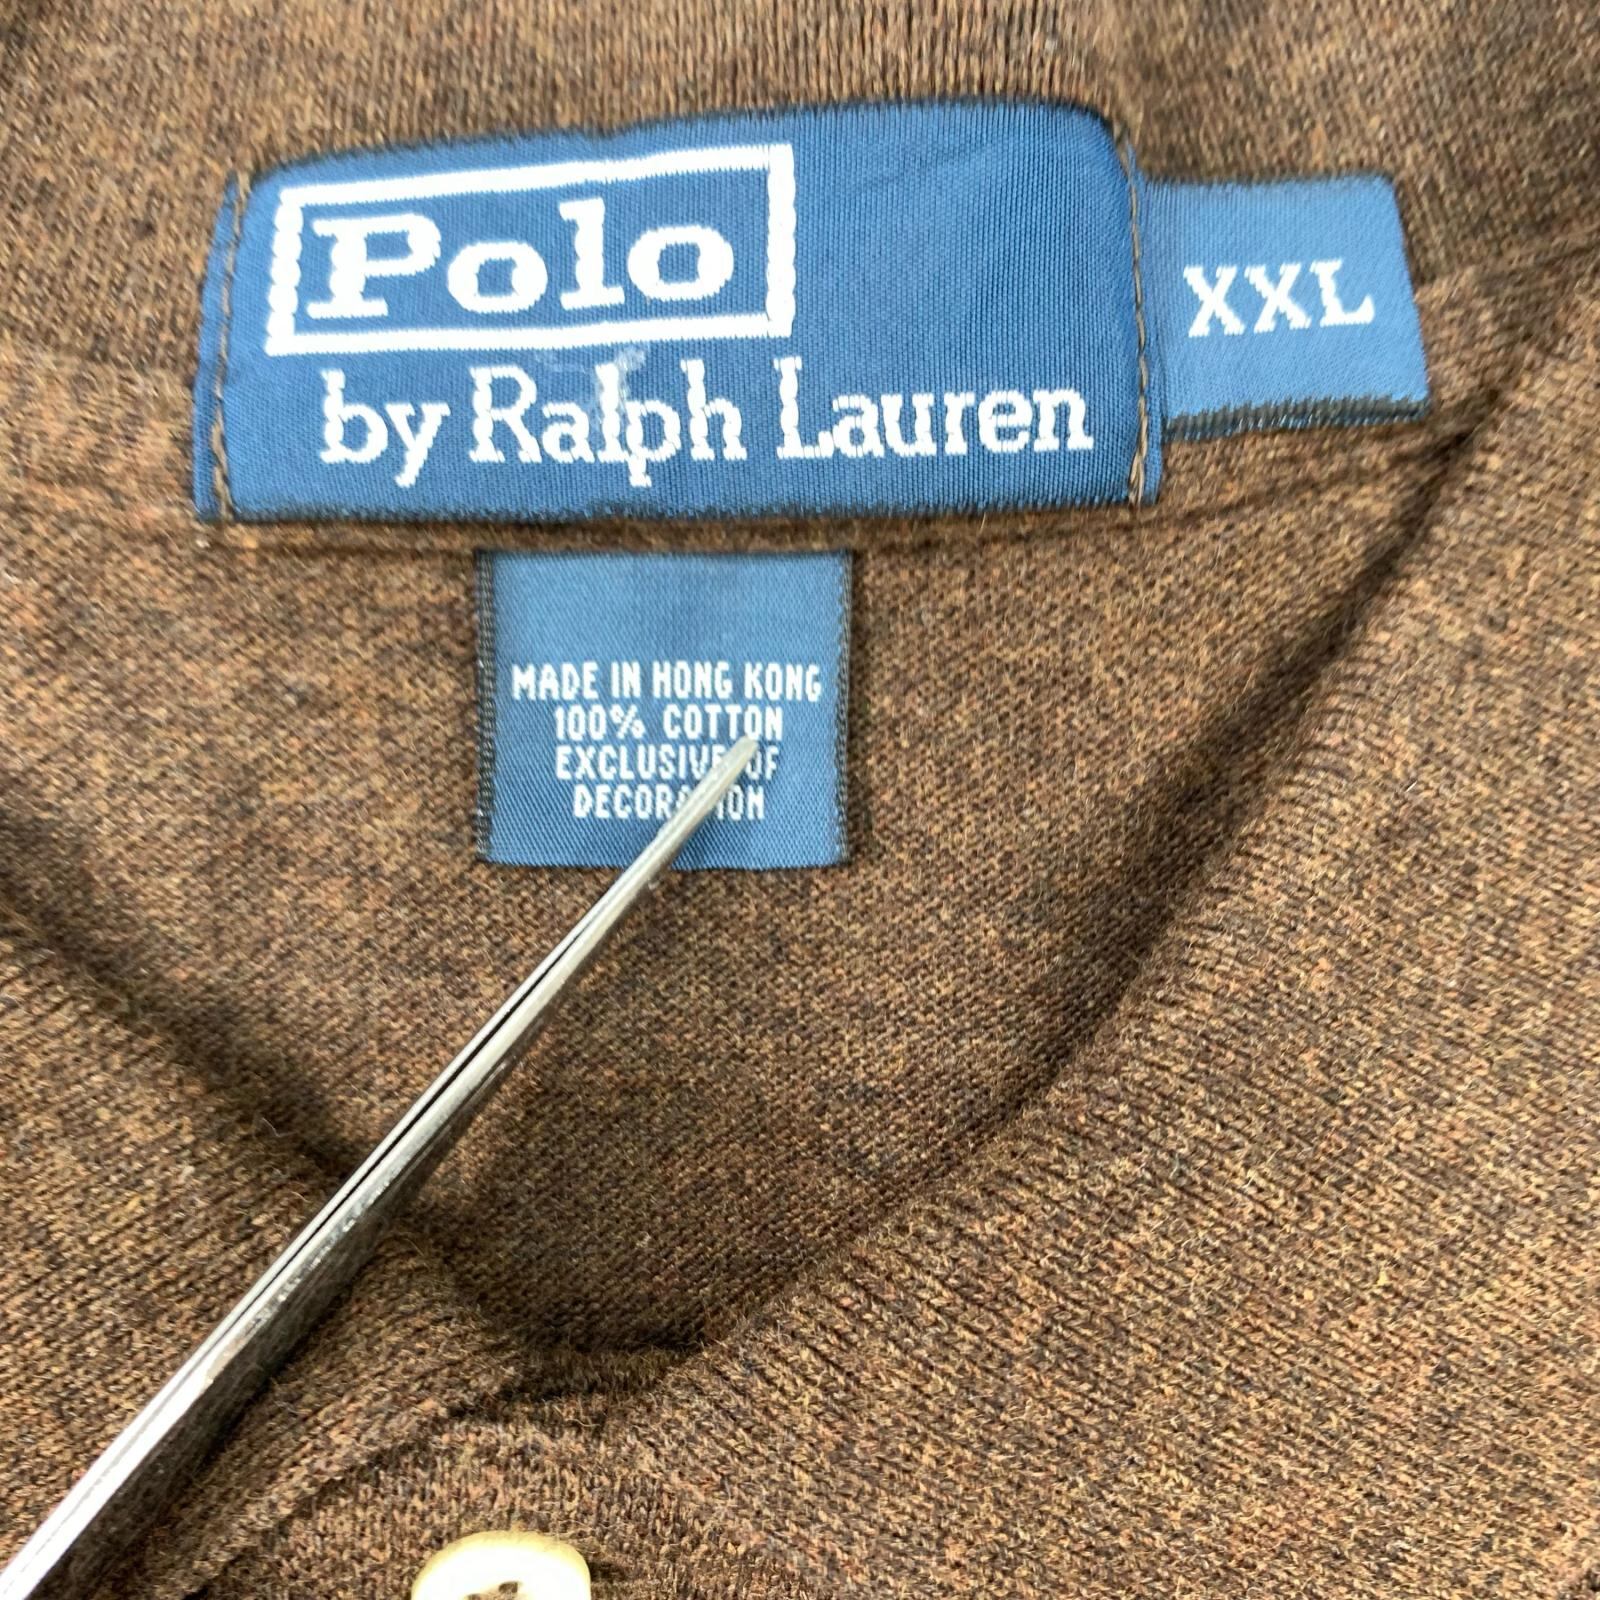 Polo
by Ralph Lauren
XXL
MADE IN HONG KONG
100% COTTON
EXCLUSIVE OF
DECORATION